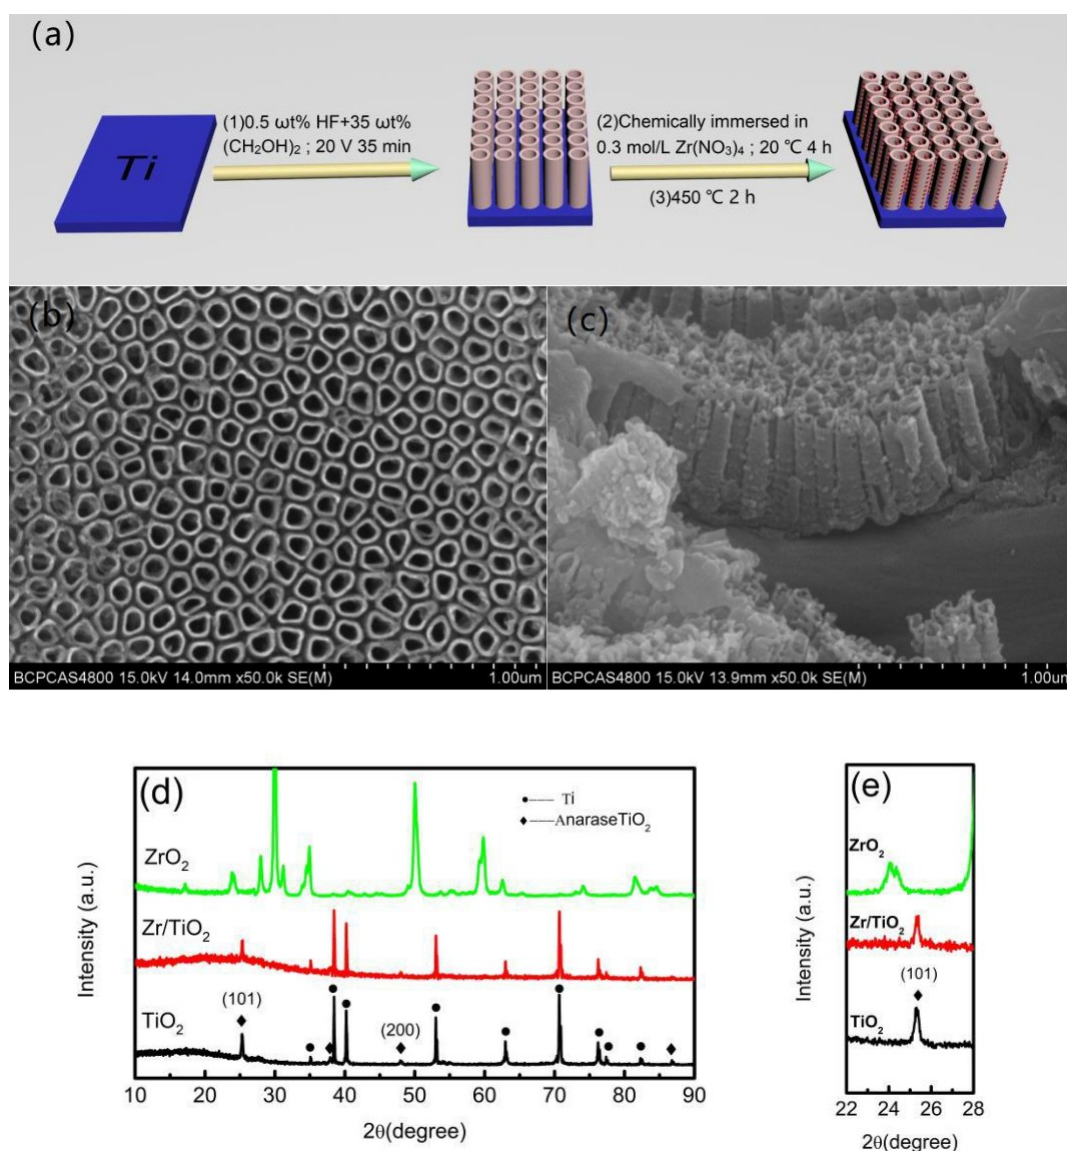 (a)
Ti
(1)0.5 ωt% HF+35 ωt%
(CH₂OH)₂ ; 20 V 35 min
(2)Chemically immersed in
0.3 mol/L Zr(NO₃)₄ ; 20 ℃ 4 h
(3)450 ℃ 2 h
(b)
BCPCAS4800 15.0kV 14.0mm x50.0k SE(M)
1.00um
(c)
BCPCAS4800 15.0kV 13.9mm x50.0k SE(M)
1.00um
(d)
●—— Ti
♦——AnaraseTiO₂
ZrO₂
Zr/TiO₂
(101)
(200)
TiO₂
Intensity (a.u.)
10 20 30 40 50 60 70 80 90
2θ(degree)
(e)
ZrO₂
Zr/TiO₂
(101)
TiO₂
Intensity (a.u.)
22 24 26 28
2θ(degree)